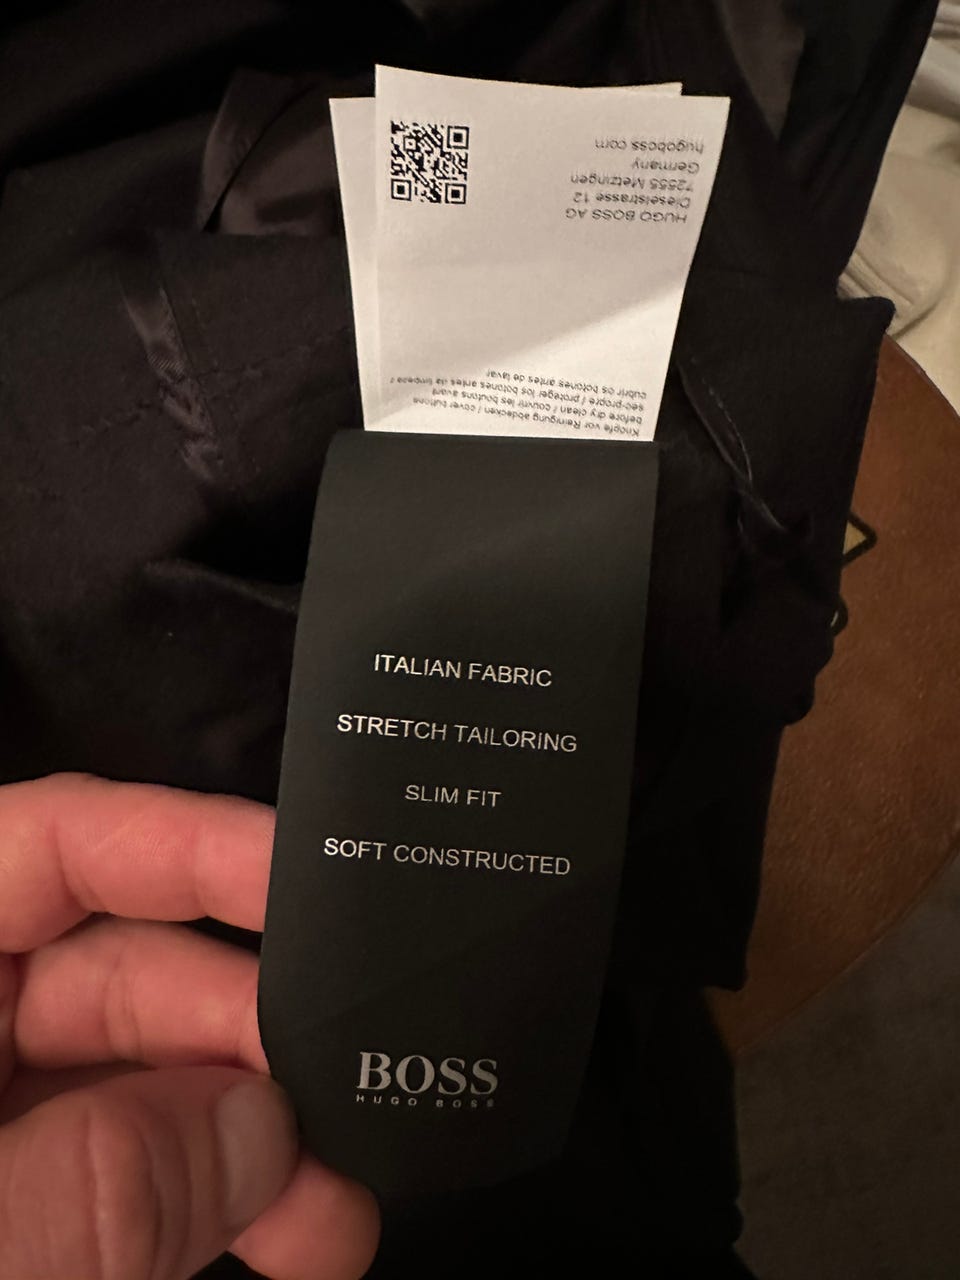 HUGO BOSS AG
Dieselstrasse 12
72555 Metzingen
Germany
hugoboss.com
Knöpfe vor Reinigung abdecken / cover buttons
before dry clean / couvrir les boutons avant
sec-propre / proteger los botones antes da limpeza /
cubrir os botones antes de lavar
ITALIAN FABRIC
STRETCH TAILORING
SLIM FIT
SOFT CONSTRUCTED
BOSS
HUGO BOSS